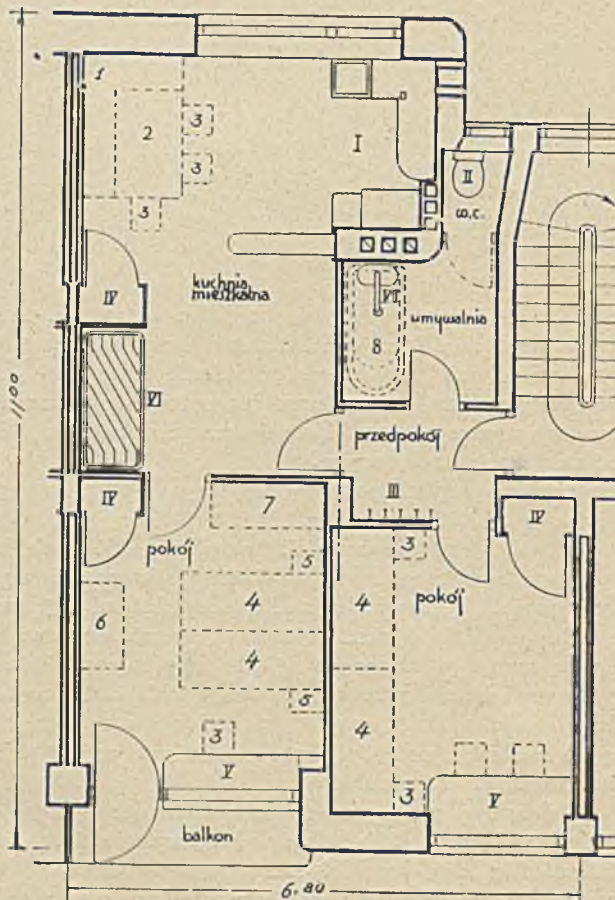 1
2
3
3
3
I
II
w.c.
IV
kuchnia
mieszkalna
VI
8
umywalnia
VI
przedpokój
III
IV
7
3
IV
pokój
5
6
4
4
4
pokój
5
3
4
V
3
V
balkon
11,00
6.80